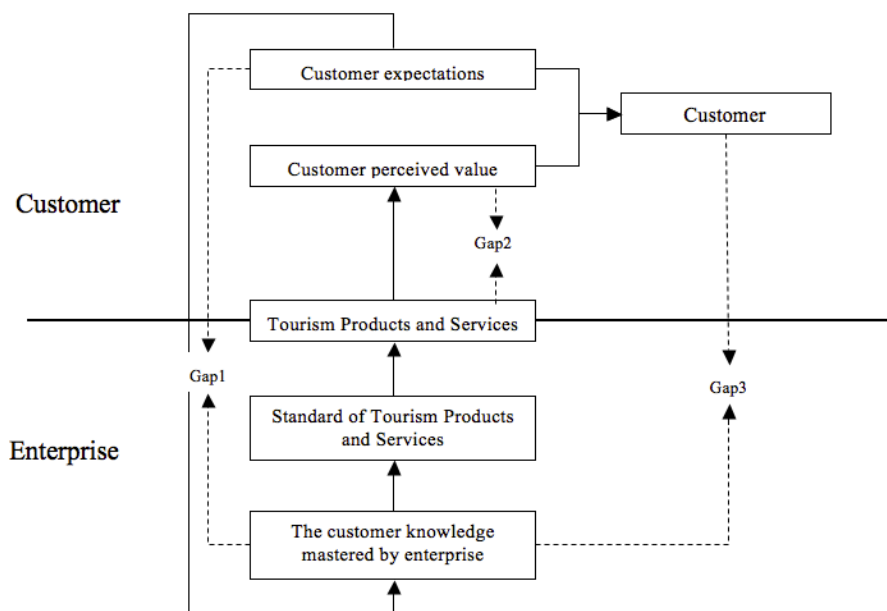 Customer expectations
Customer
Customer perceived value
Customer
Gap2
Tourism Products and Services
Gap1
Gap3
Standard of Tourism Products
and Services
Enterprise
The customer knowledge
mastered by enterprise